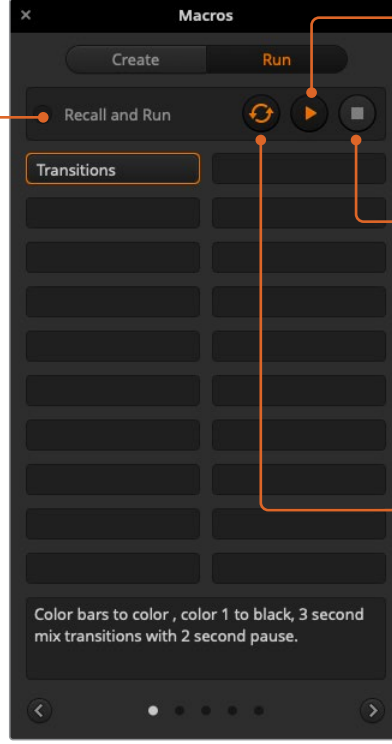 Macros
Create Run
Recall and Run
Transitions
Color bars to color , color 1 to black, 3 second
mix transitions with 2 second pause.